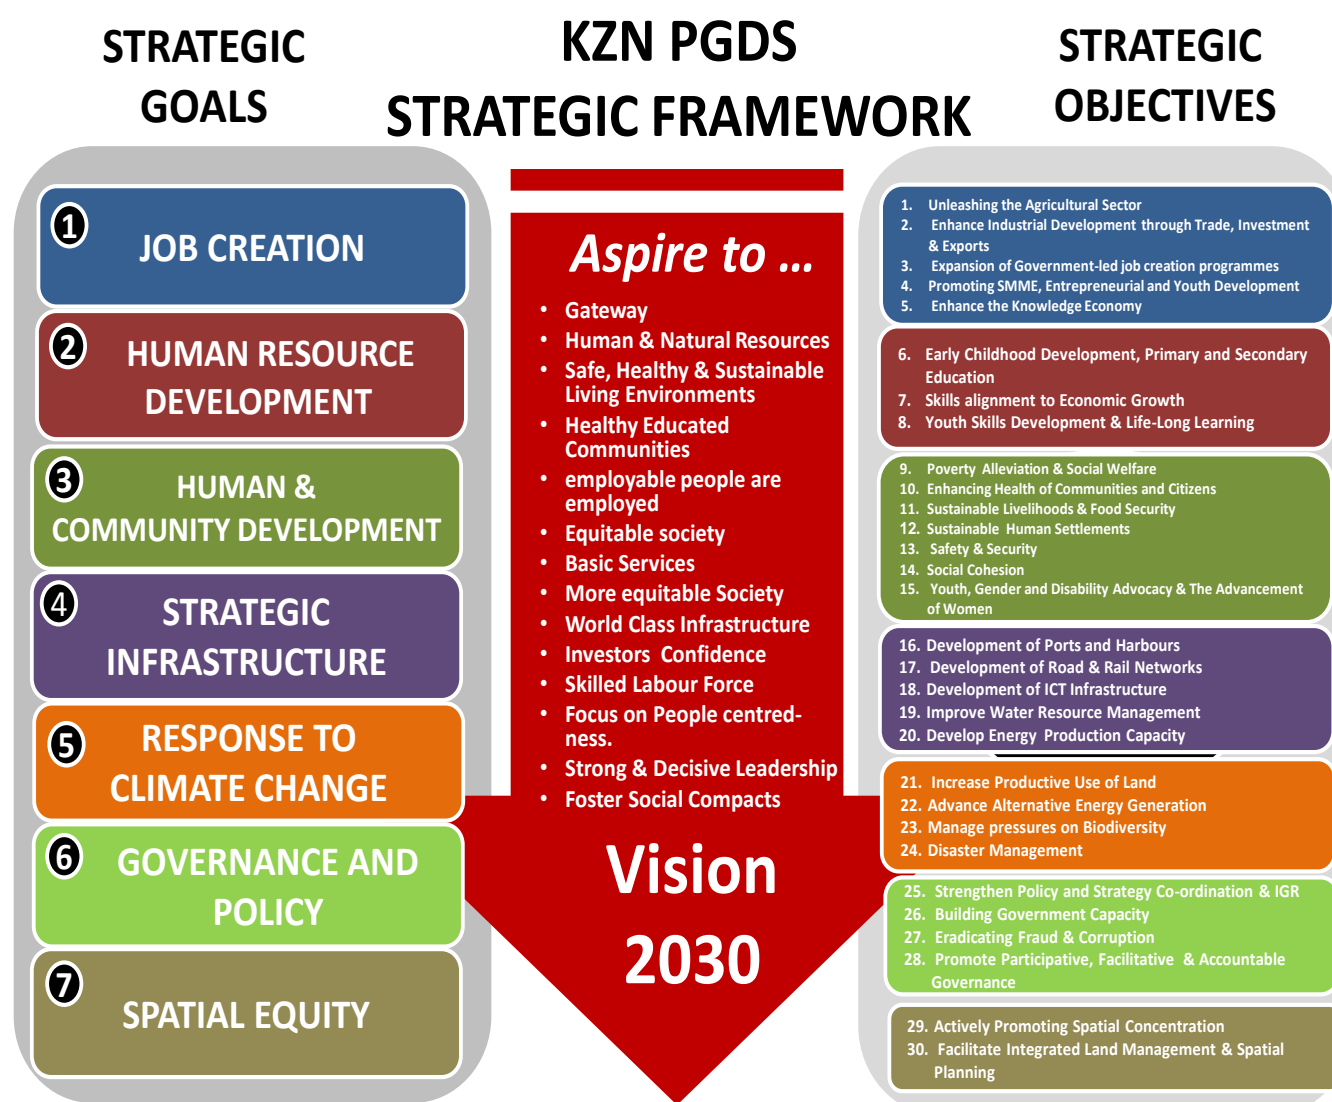 STRATEGIC
GOALS
KZN PGDS
STRATEGIC FRAMEWORK
STRATEGIC
OBJECTIVES
1
JOB CREATION
2
HUMAN RESOURCE
DEVELOPMENT
3
HUMAN &
COMMUNITY DEVELOPMENT
4
STRATEGIC
INFRASTRUCTURE
5
RESPONSE TO
CLIMATE CHANGE
6
GOVERNANCE AND
POLICY
7
SPATIAL EQUITY
Aspire to ...
• Gateway
• Human & Natural Resources
• Safe, Healthy & Sustainable
Living Environments
• Healthy Educated
Communities
• employable people are
employed
• Equitable society
• Basic Services
• More equitable Society
• World Class Infrastructure
• Investors Confidence
• Skilled Labour Force
• Focus on People centred-
ness.
• Strong & Decisive Leadership
• Foster Social Compacts
Vision
2030
1. Unleashing the Agricultural Sector
2. Enhance Industrial Development through Trade, Investment
& Exports
3. Expansion of Government-led job creation programmes
4. Promoting SMME, Entrepreneurial and Youth Development
5. Enhance the Knowledge Economy
6. Early Childhood Development, Primary and Secondary
Education
7. Skills alignment to Economic Growth
8. Youth Skills Development & Life-Long Learning
9. Poverty Alleviation & Social Welfare
10. Enhancing Health of Communities and Citizens
11. Sustainable Livelihoods & Food Security
12. Sustainable Human Settlements
13. Safety & Security
14. Social Cohesion
15. Youth, Gender and Disability Advocacy & The Advancement
of Women
16. Development of Ports and Harbours
17. Development of Road & Rail Networks
18. Development of ICT Infrastructure
19. Improve Water Resource Management
20. Develop Energy Production Capacity
21. Increase Productive Use of Land
22. Advance Alternative Energy Generation
23. Manage pressures on Biodiversity
24. Disaster Management
25. Strengthen Policy and Strategy Co-ordination & IGR
26. Building Government Capacity
27. Eradicating Fraud & Corruption
28. Promote Participative, Facilitative & Accountable
Governance
29. Actively Promoting Spatial Concentration
30. Facilitate Integrated Land Management & Spatial
Planning